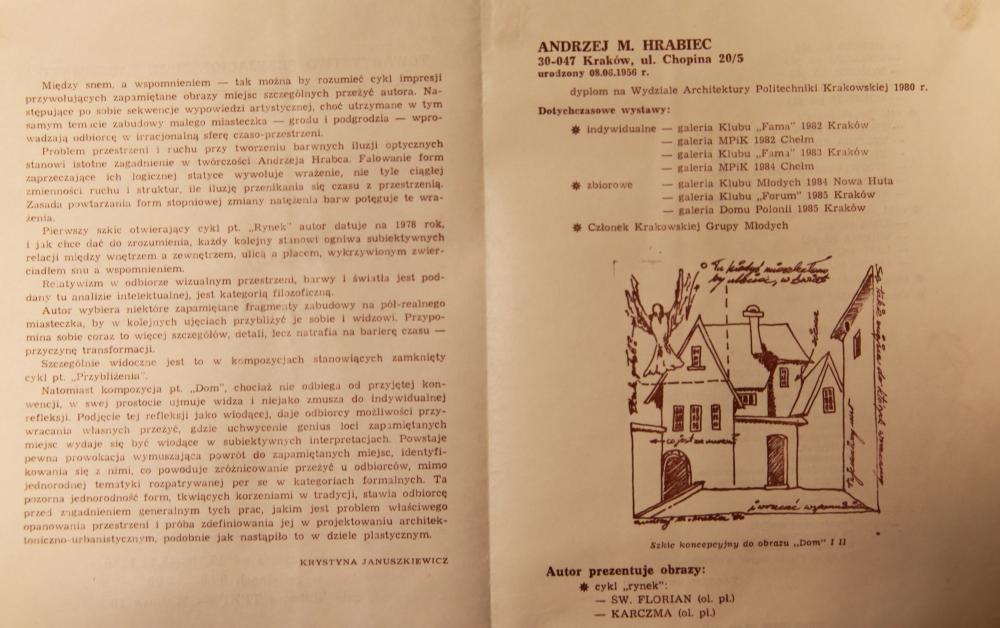 Między snem, a wspomnieniem — tak można by rozumieć cykl impresji
przywołujących zapamiętane obrazy miejsc szczególnych przeżyć autora. Na-
stępujące po sobie sekwencje wypowiedzi artystycznej, choć utrzymane w tym
samym temacie zabudowy małego miasteczka — grodu i podgrodzia — wpro-
wadzają odbiorcę w irracjonalną sferę czaso-przestrzeni.
Problem przestrzeni i ruchu przy tworzeniu barwnych iluzji optycznych
stanowi istotne zagadnienie w twórczości Andrzeja Hrabca. Falowanie form
zaprzeczające ich logicznej statyce wywołuje wrażenie, nie tyle ciągłej
zmienności ruchu i struktur, ile iluzję przenikania się czasu z przestrzenią.
Zasada powtarzania form stopniowej zmiany natężenia barw potęguje te wra-
żenia.
Pierwszy szkic otwierający cykl pt. „Rynek" autor datuje na 1978 rok,
i jak chce dać do zrozumienia, każdy kolejny stanowi ogniwa subiektywnych
relacji między wnętrzem a zewnętrzem, ulicą a placem, wykrzywionym zwier-
ciadłem snu a wspomnieniem.
Relatywizm w odbiorze wizualnym przestrzeni, barwy i światła jest pod-
dany tu analizie intelektualnej, jest kategorią filozoficzną.
Autor wybiera niektóre zapamiętane fragmenty zabudowy na pół-realnego
miasteczka, by w kolejnych ujęciach przybliżyć je sobie i widzowi. Przypo-
mina sobie coraz to więcej szczegółów, detali, lecz natrafia na barierę czasu —
przyczynę transformacji.
Szczególnie widoczne jest to w kompozycjach stanowiących zamknięty
cykl pt. „Przybliżenia".
Natomiast kompozycja pt. „Dom", chociaż nie odbiega od przyjętej kon-
wencji, w swej prostocie ujmuje widza i niejako zmusza do indywidualnej
refleksji. Podjęcie tej refleksji jako wiodącej, daje odbiorcy możliwości przy-
wracania własnych przeżyć, gdzie uchwycenie genius loci zapamiętanych
miejsc wydaje się być wiodące w subiektywnych interpretacjach. Powstaje
pewna prowokacja wymuszająca powrót do zapamiętanych miejsc, identyfi-
kowania się z nimi, co powoduje zróżnicowanie przeżyć u odbiorców, mimo
jednorodnej tematyki rozpatrywanej per se w kategoriach formalnych. Ta
pozorna jednorodność form, tkwiących korzeniami w tradycji, stawia odbiorcę
przed zagadnieniem generalnym tych prac, jakim jest problem właściwego
opanowania przestrzeni i próba zdefiniowania jej w projektowaniu architek-
toniczno-urbanistycznym, podobnie jak nastąpiło to w dziele plastycznym.
KRYSTYNA JANUSZKIEWICZ
ANDRZEJ M. HRABIEC
30-047 Kraków, ul. Chopina 20/5
urodzony 08.06.1956 r.
dyplom na Wydziale Architektury Politechniki Krakowskiej 1980 r.
Dotychczasowe wystawy:
indywidualne — galeria Klubu „Fama" 1982 Kraków
— galeria MPiK 1982 Chełm
— galeria Klubu „Fama" 1983 Kraków
— galeria MPiK 1984 Chełm
zbiorowe — galeria Klubu Młodych 1984 Nowa Huta
— galeria Klubu „Forum" 1985 Kraków
— galeria Domu Polonii 1985 Kraków
Członek Krakowskiej Grupy Młodych
Szkic koncepcyjny do obrazu „Dom" I II
Autor prezentuje obrazy:
cykl „rynek":
— ŚW. FLORIAN (ol. pł.)
— KARCZMA (ol. pł.)